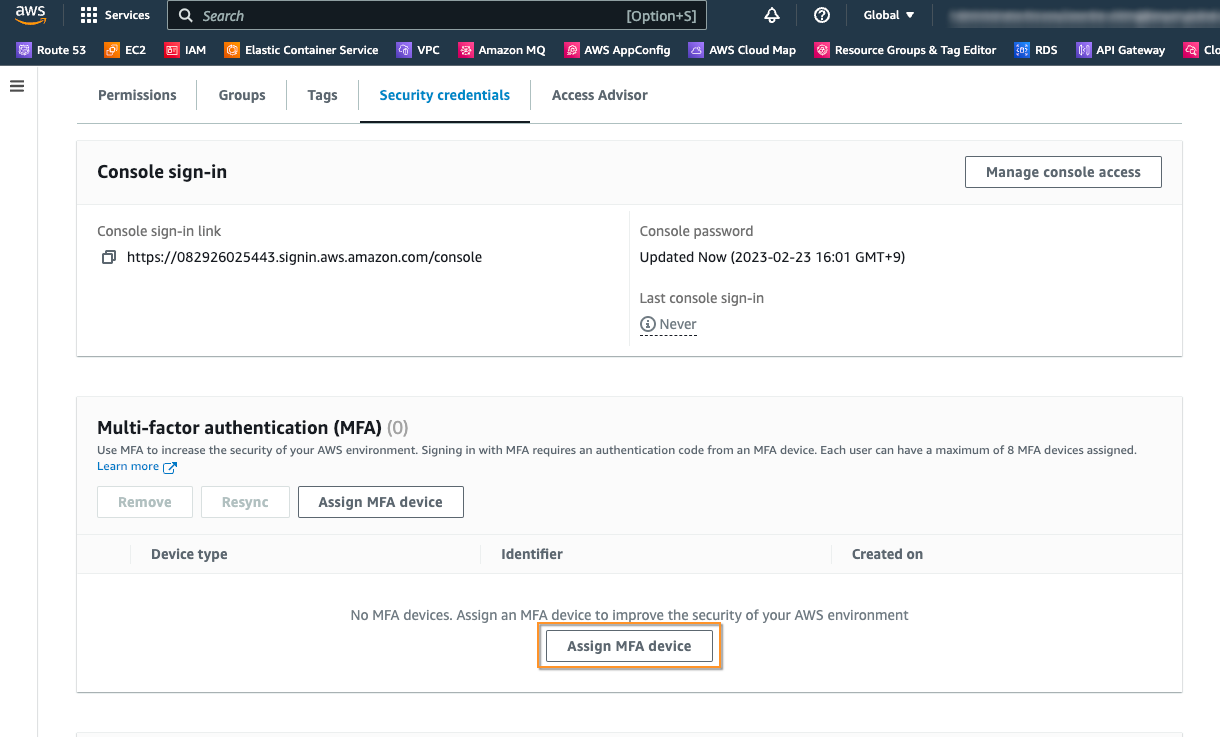 aws
Services
Search
[Option+S]
Global
Route 53
EC2
IAM
Elastic Container Service
VPC
Amazon MQ
AWS AppConfig
AWS Cloud Map
Resource Groups & Tag Editor
RDS
API Gateway
Clo
Permissions
Groups
Tags
Security credentials
Access Advisor
Console sign-in
Manage console access
Console sign-in link
https://082926025443.signin.aws.amazon.com/console
Console password
Updated Now (2023-02-23 16:01 GMT+9)
Last console sign-in
Never
Multi-factor authentication (MFA) (0)
Use MFA to increase the security of your AWS environment. Signing in with MFA requires an authentication code from an MFA device. Each user can have a maximum of 8 MFA devices assigned.
Learn more
Remove
Resync
Assign MFA device
Device type
Identifier
Created on
No MFA devices. Assign an MFA device to improve the security of your AWS environment
Assign MFA device